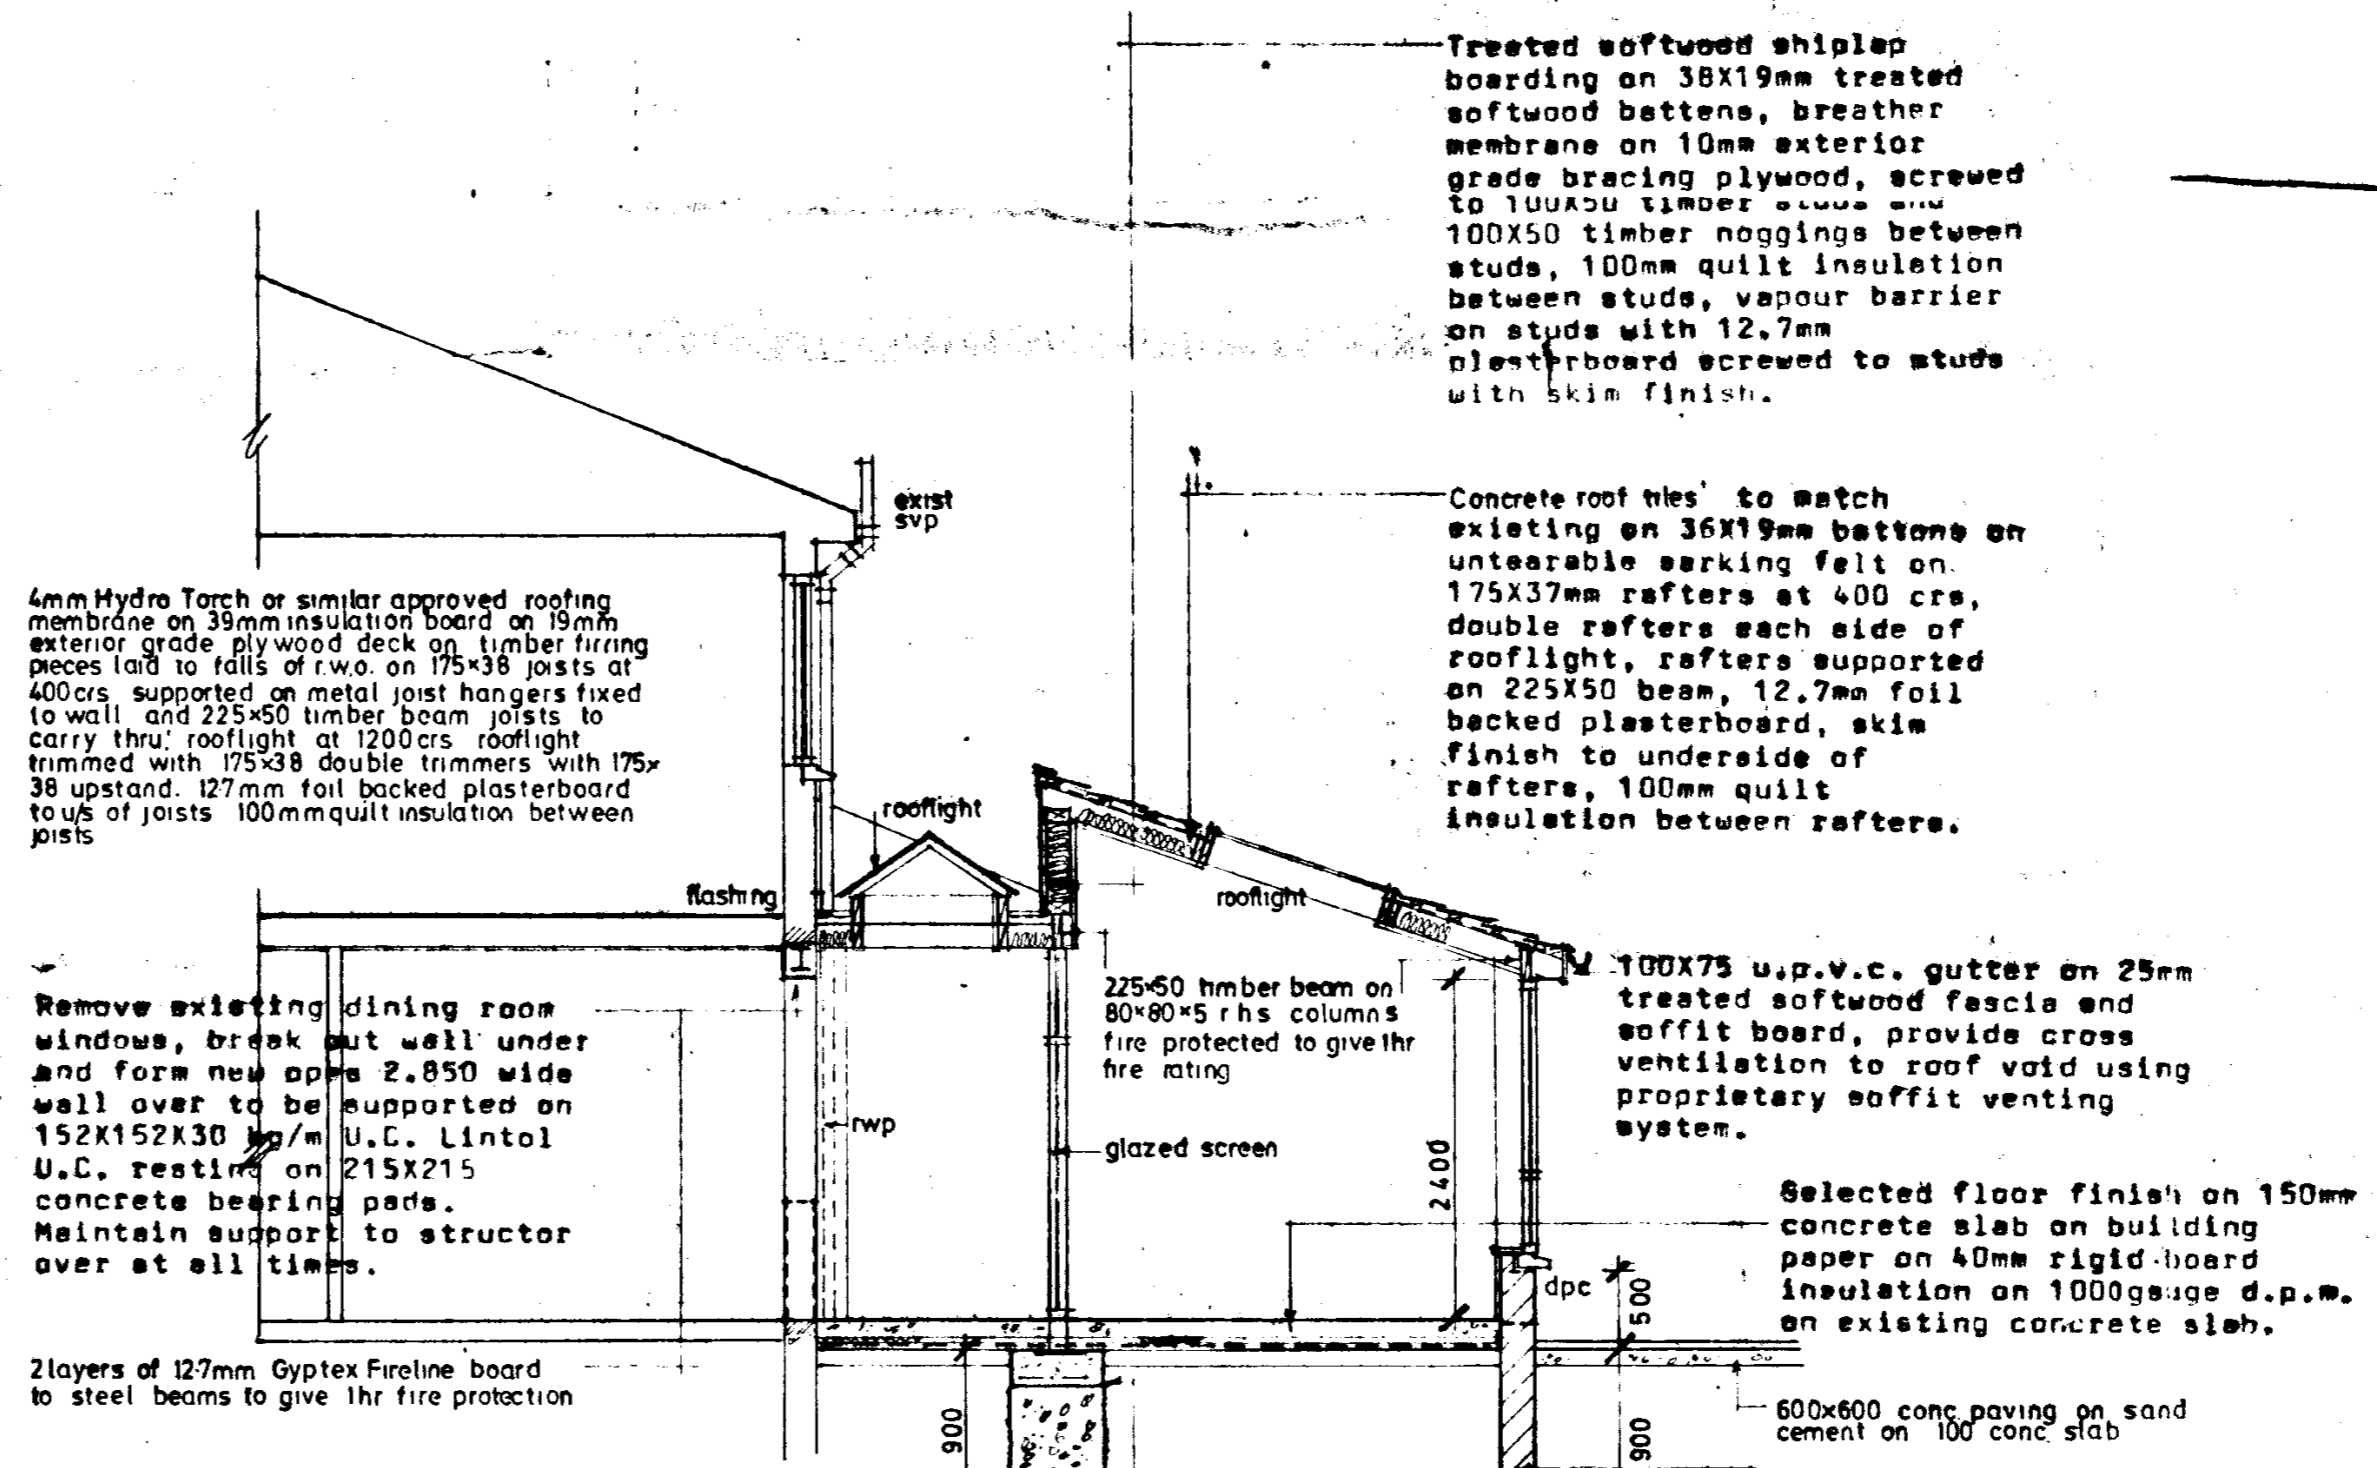 Treated softwood shiplap
boarding on 38X19mm treated
softwood battens, breather
membrane on 10mm exterior
grade bracing plywood, screwed
to 100X50 timber studs and
100X50 timber noggings between
studs, 100mm quilt insulation
between studs, vapour barrier
on studs with 12.7mm
plasterboard screwed to studs
with skim finish.
exist
svp
Concrete roof tiles to match
existing on 36X19mm battons on
untearable sarking felt on
175X37mm rafters at 400 crs,
double rafters each side of
rooflight, rafters supported
on 225X50 beam, 12.7mm foil
backed plasterboard, skim
finish to underside of
rafters, 100mm quilt
insulation between rafters.
4mm Hydro Torch or similar approved roofing
membrane on 39mm insulation board on 19mm
exterior grade plywood deck on timber firring
pieces laid to falls of r.w.o. on 175×38 joists at
400crs supported on metal joist hangers fixed
to wall and 225×50 timber beam joists to
carry thru' rooflight at 1200crs rooflight
trimmed with 175×38 double trimmers with 175×
38 upstand. 12·7mm foil backed plasterboard
to u/s of joists 100mm quilt insulation between
joists
rooflight
flashing
rooflight
Remove existing dining room
windows, break out wall under
and form new open 2.850 wide
wall over to be supported on
152X152X30 kg/m U.C. Lintol
U.C. resting on 215X215
concrete bearing pads.
Maintain support to structor
over at all times.
225×50 timber beam on
80×80×5 rhs columns
fire protected to give 1hr
fire rating
100X75 u.p.v.c. gutter on 25mm
treated softwood fascia and
soffit board, provide cross
ventilation to roof void using
proprietary soffit venting
system.
rwp
glazed screen
2400
Selected floor finish on 150mm
concrete slab on building
paper on 40mm rigid board
insulation on 1000gauge d.p.m.
on existing concrete slab.
dpc
500
2 layers of 12·7mm Gyptex Fireline board
to steel beams to give 1hr fire protection
900
900
600×600 conc paving on sand
cement on 100 conc. slab